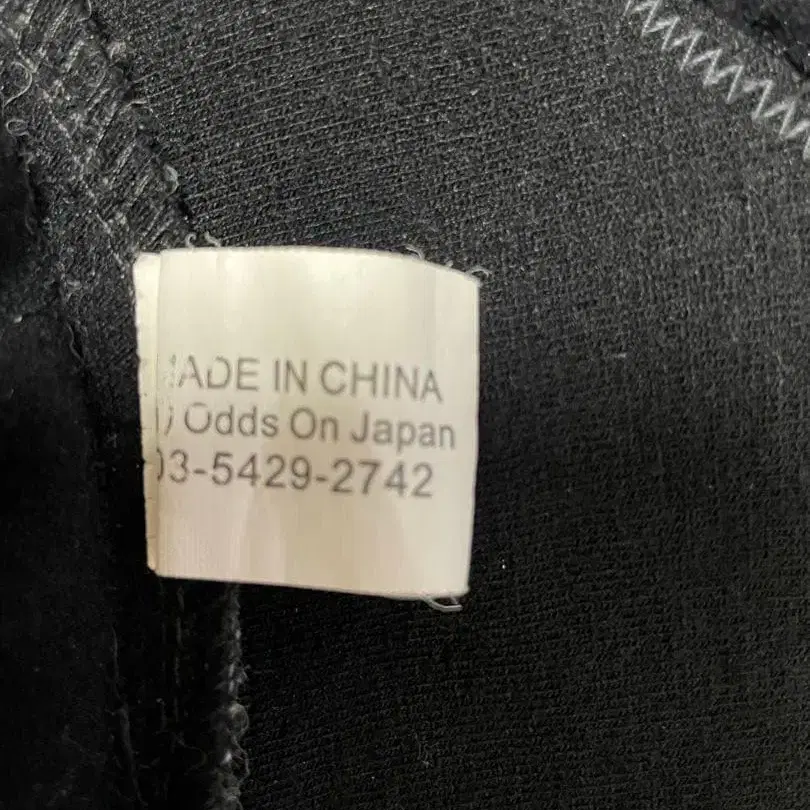 MADE IN CHINA
) Odds On Japan
03-5429-2742